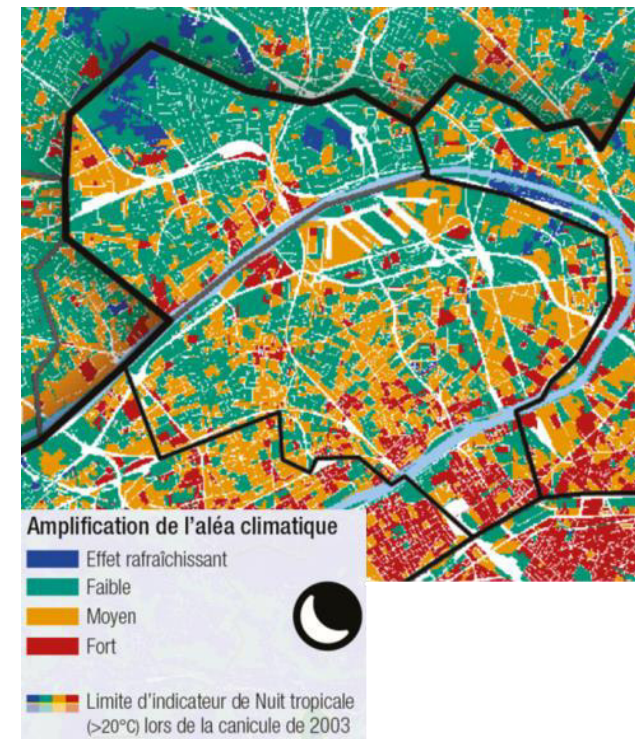 Amplification de l'aléa climatique
Effet rafraîchissant
Faible
Moyen
Fort
Limite d'indicateur de Nuit tropicale
(>20°C) lors de la canicule de 2003